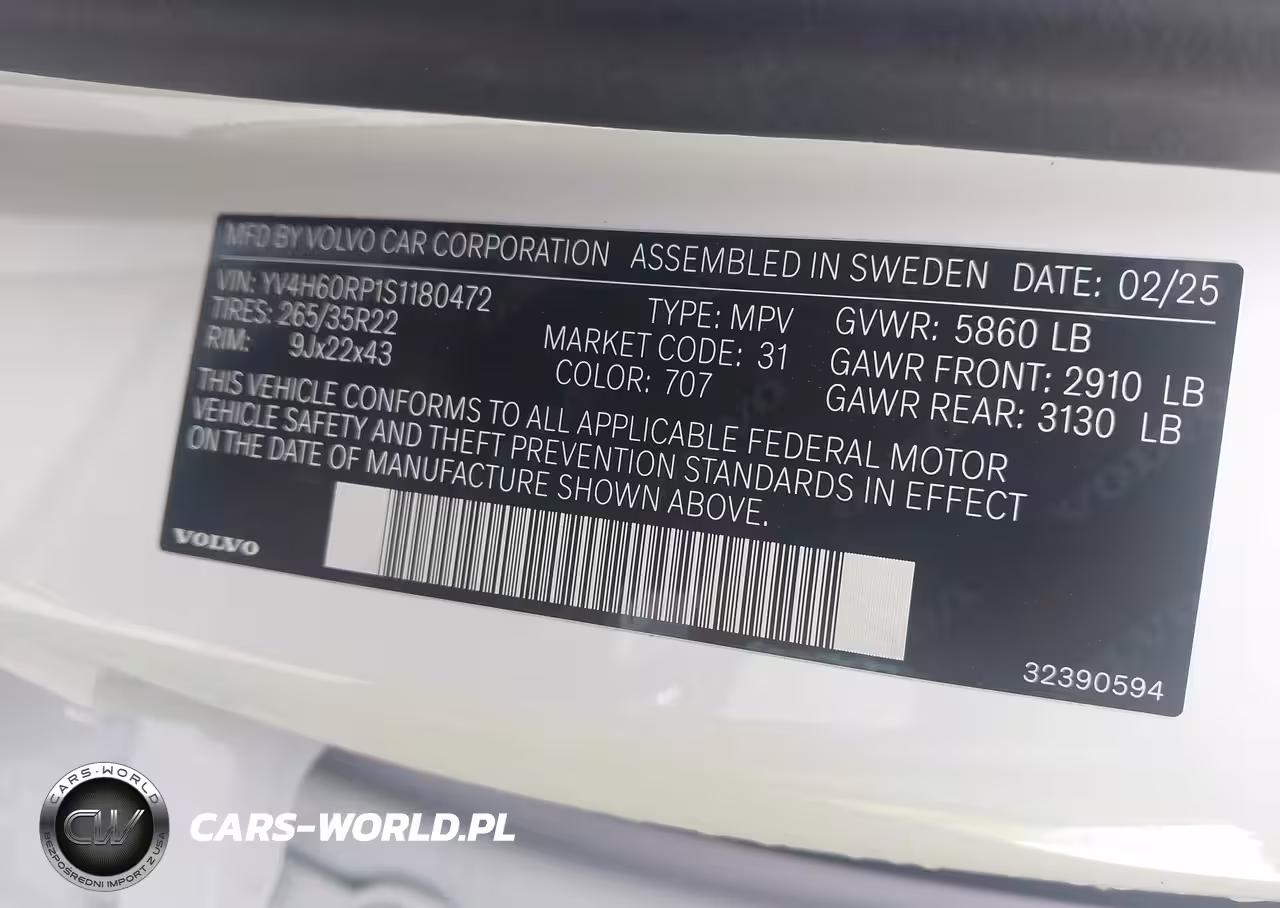 MFD BY VOLVO CAR CORPORATION ASSEMBLED IN SWEDEN DATE: 02/25
VIN: YV4H60RP1S1180472
TIRES: 265/35R22
RIM: 9Jx22x43
TYPE: MPV
MARKET CODE: 31
COLOR: 707
GVWR: 5860 LB
GAWR FRONT: 2910 LB
GAWR REAR: 3130 LB
THIS VEHICLE CONFORMS TO ALL APPLICABLE FEDERAL MOTOR
VEHICLE SAFETY AND THEFT PREVENTION STANDARDS IN EFFECT
ON THE DATE OF MANUFACTURE SHOWN ABOVE.
VOLVO
32390594
CARS-WORLD
CW
BEZPOŚREDNI IMPORT Z USA
CARS-WORLD.PL